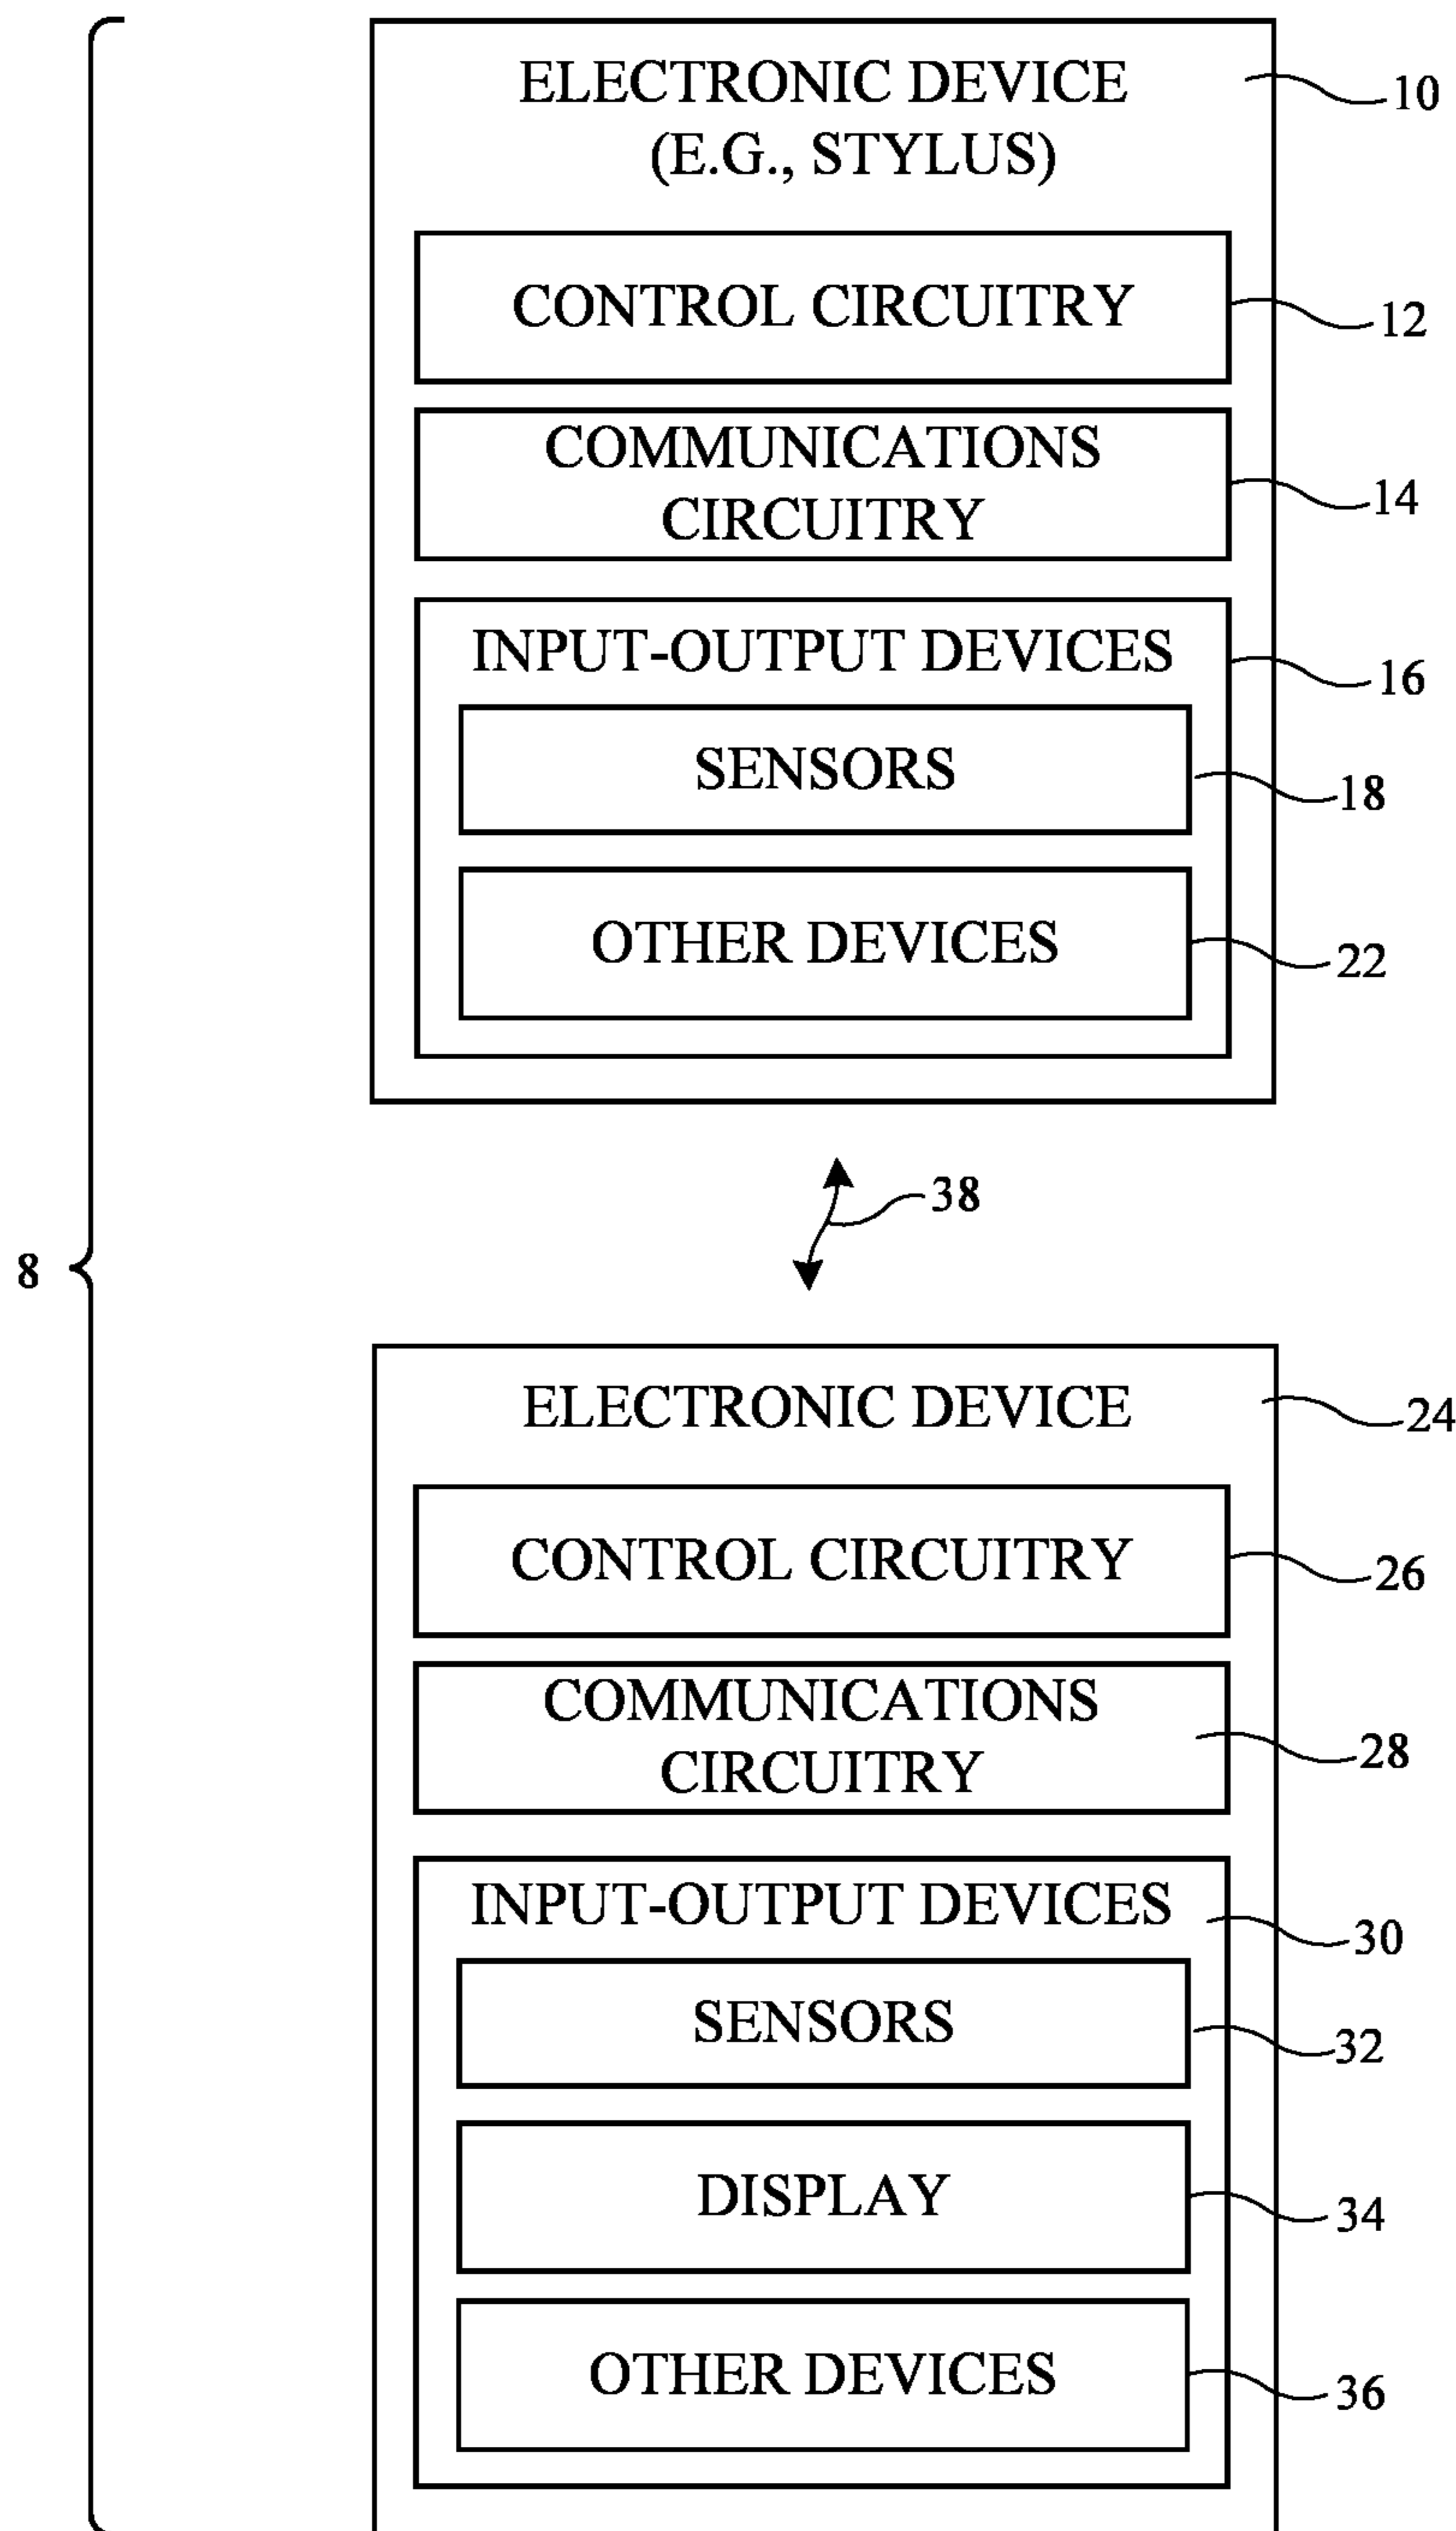 ELECTRONIC DEVICE
(E.G., STYLUS)
10
CONTROL CIRCUITRY
12
COMMUNICATIONS
CIRCUITRY
14
INPUT-OUTPUT DEVICES
16
SENSORS
18
OTHER DEVICES
22
38
8
ELECTRONIC DEVICE
24
CONTROL CIRCUITRY
26
COMMUNICATIONS
CIRCUITRY
28
INPUT-OUTPUT DEVICES
30
SENSORS
32
DISPLAY
34
OTHER DEVICES
36